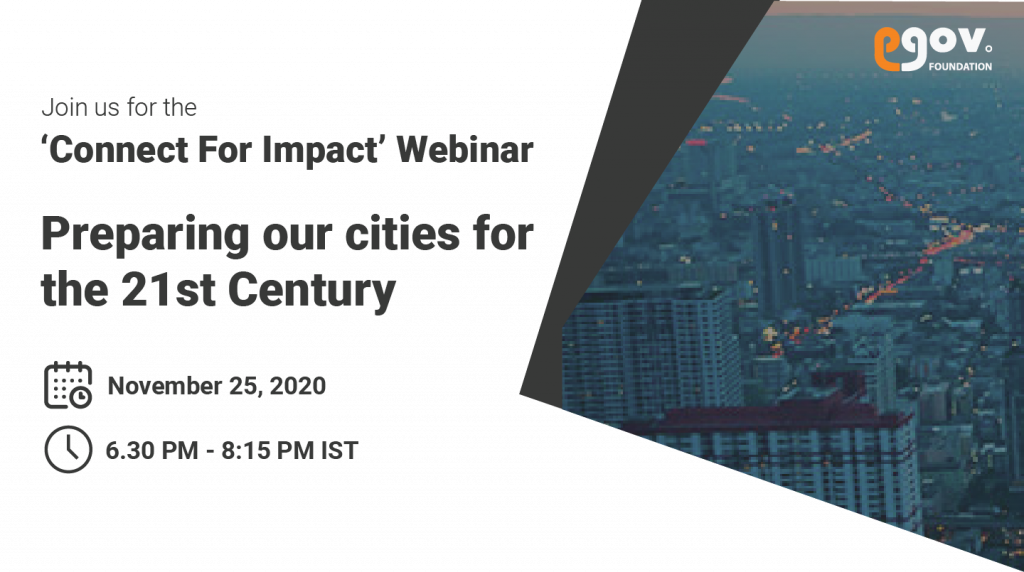 egov.
FOUNDATION
Join us for the
‘Connect For Impact’ Webinar
Preparing our cities for
the 21st Century
November 25, 2020
6.30 PM - 8:15 PM IST